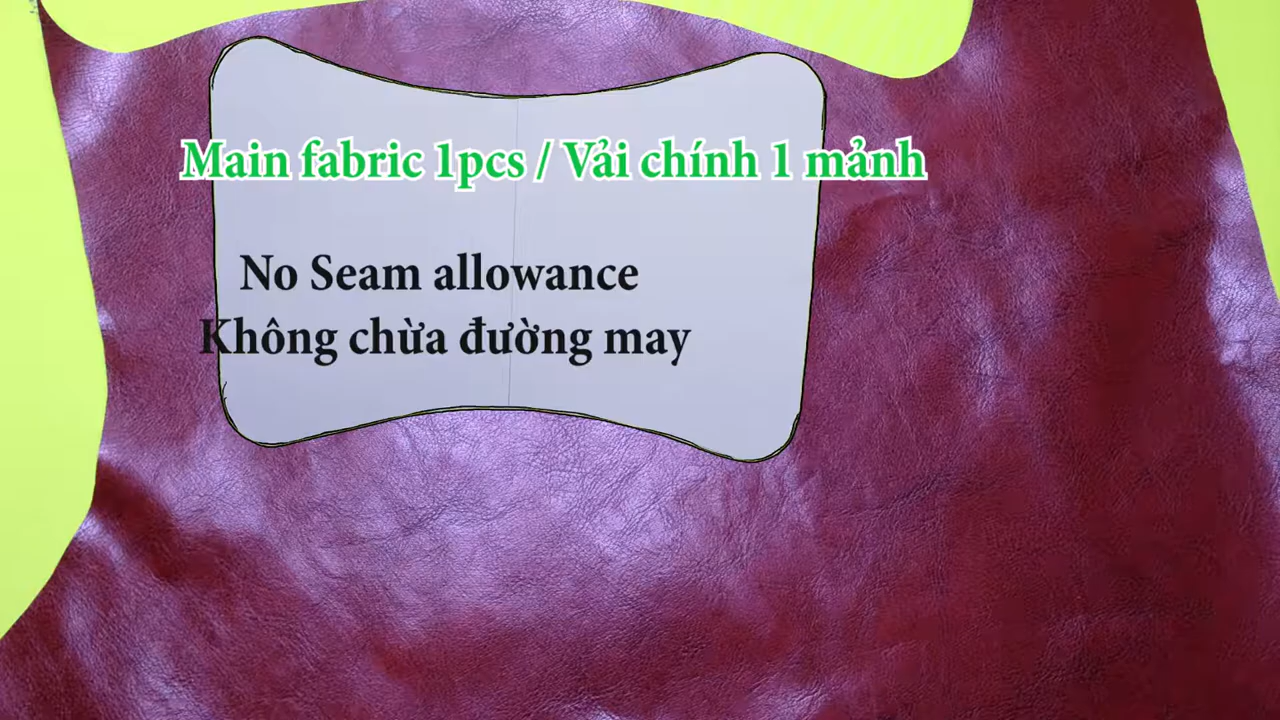 Main fabric 1pcs / Vải chính 1 mảnh
No Seam allowance
Không chừa đường may